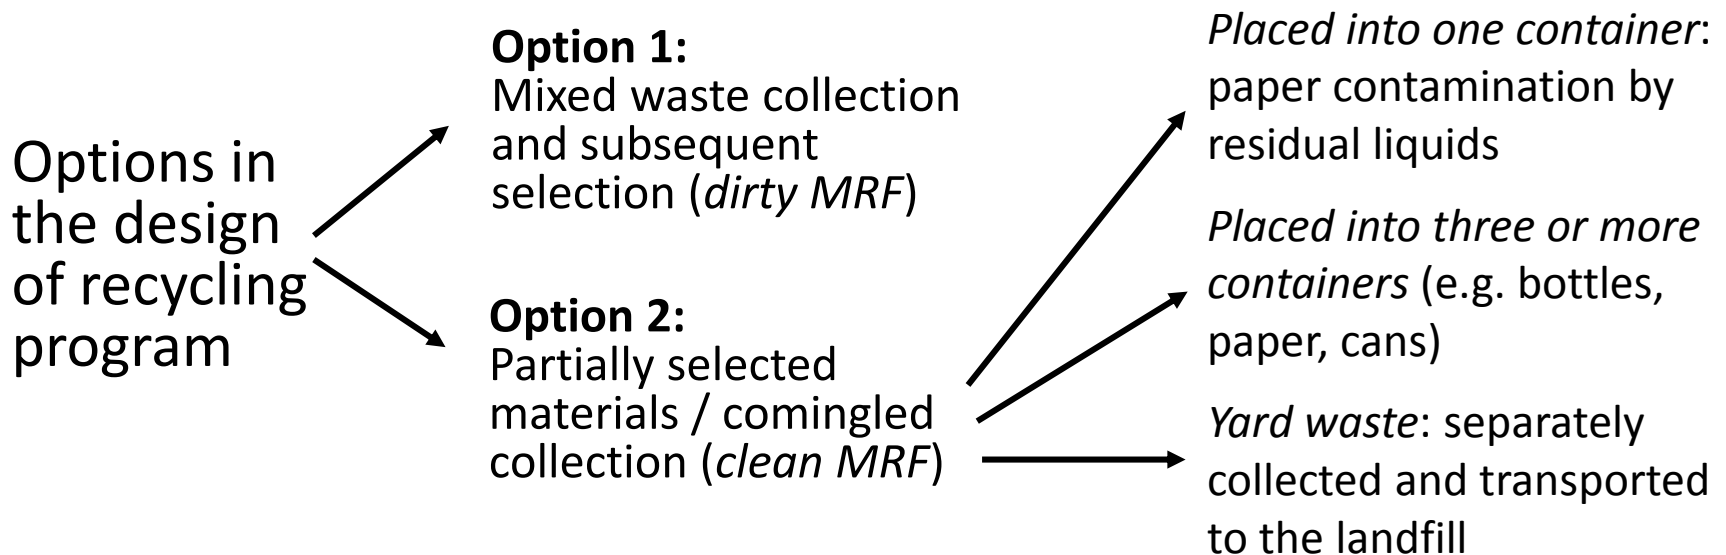 Options in
the design
of recycling
program
Option 1:
Mixed waste collection
and subsequent
selection (dirty MRF)
Option 2:
Partially selected
materials / comingled
collection (clean MRF)
Placed into one container:
paper contamination by
residual liquids
Placed into three or more
containers (e.g. bottles,
paper, cans)
Yard waste: separately
collected and transported
to the landfill